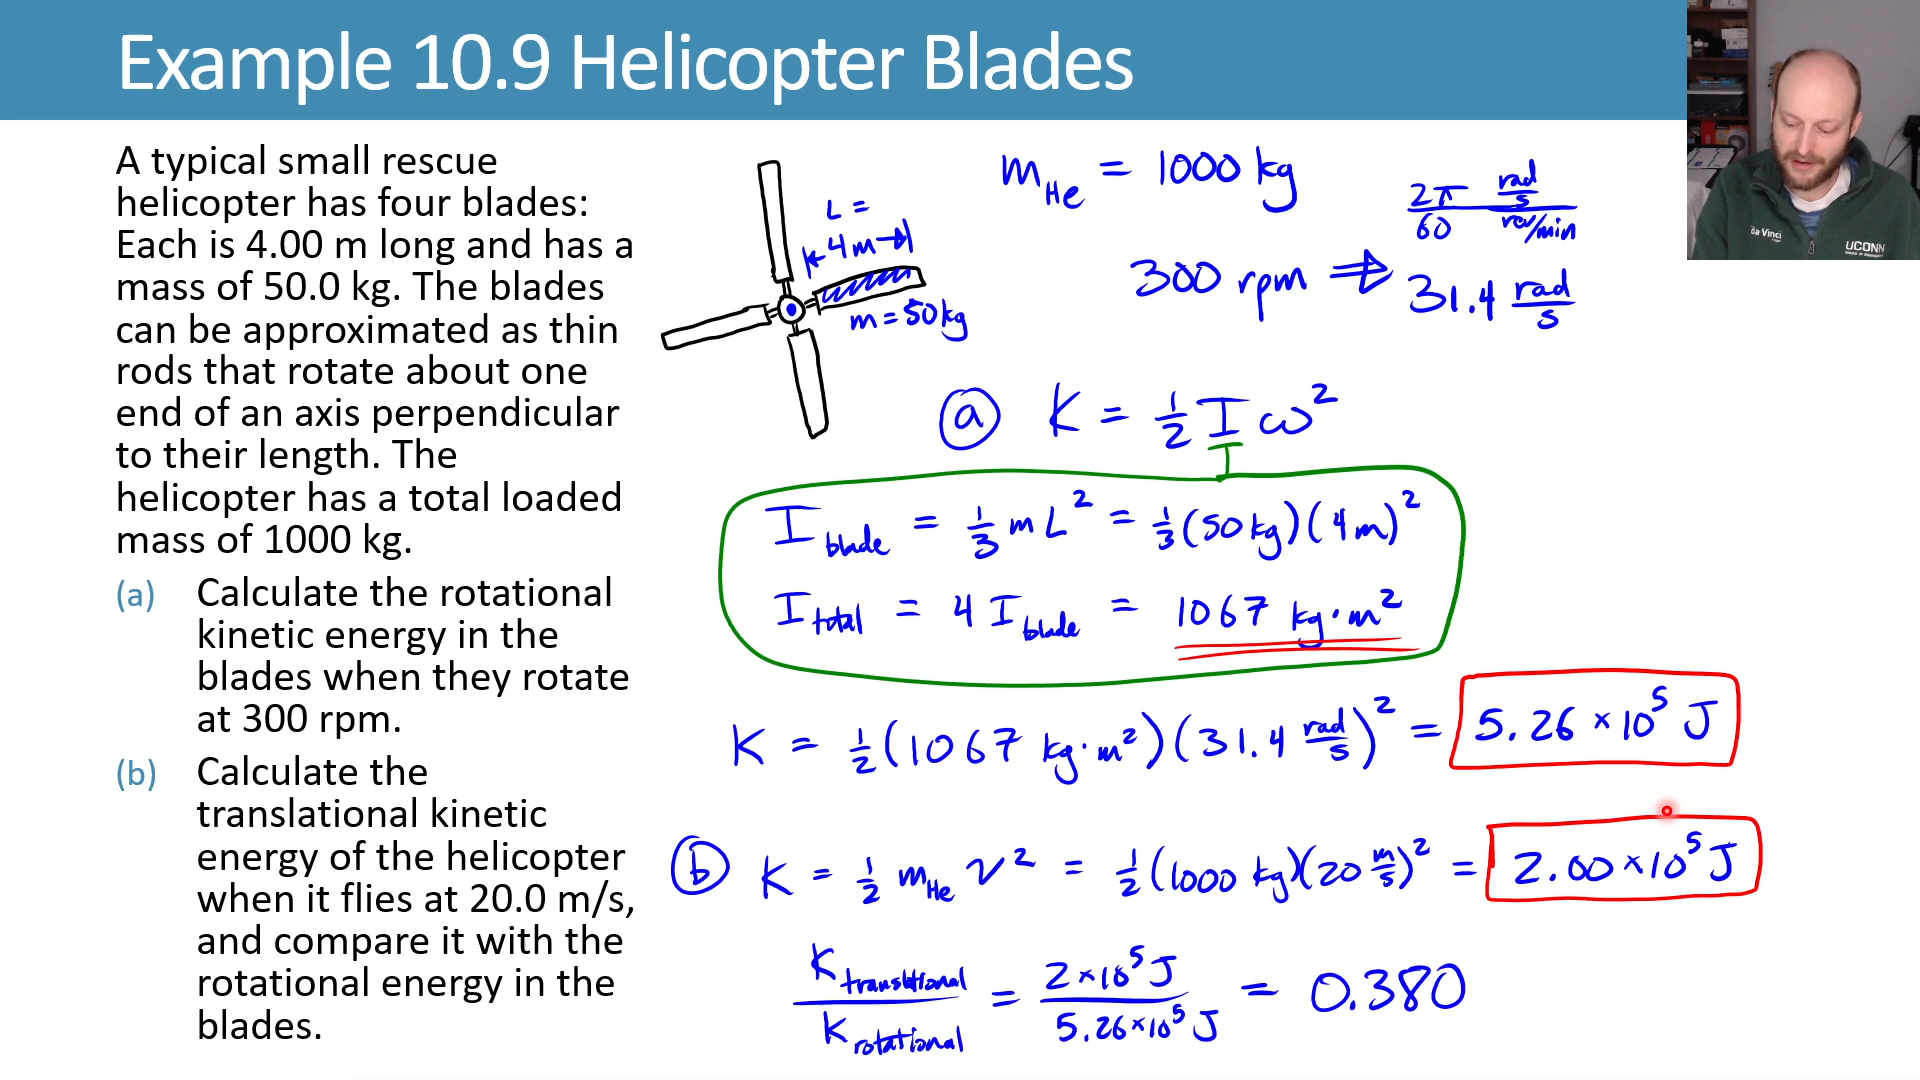 Example 10.9 Helicopter Blades
A typical small rescue
helicopter has four blades:
Each is 4.00 m long and has a
mass of 50.0 kg. The blades
can be approximated as thin
rods that rotate about one
end of an axis perpendicular
to their length. The
helicopter has a total loaded
mass of 1000 kg.
(a) Calculate the rotational
kinetic energy in the
blades when they rotate
at 300 rpm.
(b) Calculate the
translational kinetic
energy of the helicopter
when it flies at 20.0 m/s,
and compare it with the
rotational energy in the
blades.
L =
4m
m = 50kg
m_He = 1000 kg
2π/60 (rad/s)/(rev/min)
300 rpm ⇒ 31.4 rad/s
(a) K = 1/2 I ω²
I_blade = 1/3 m L² = 1/3 (50 kg)(4m)²
I_total = 4 I_blade = 1067 kg·m²
K = 1/2 (1067 kg·m²)(31.4 rad/s)² = 5.26 × 10⁵ J
(b) K = 1/2 m_He v² = 1/2 (1000 kg)(20 m/s)² = 2.00×10⁵ J
K_translational / K_rotational = 2×10⁵ J / 5.26×10⁵ J = 0.380
da Vinci
UCONN